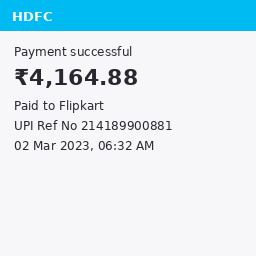 HDFC
Payment successful
₹4,164.88
Paid to Flipkart
UPI Ref No 214189900881
02 Mar 2023, 06:32 AM